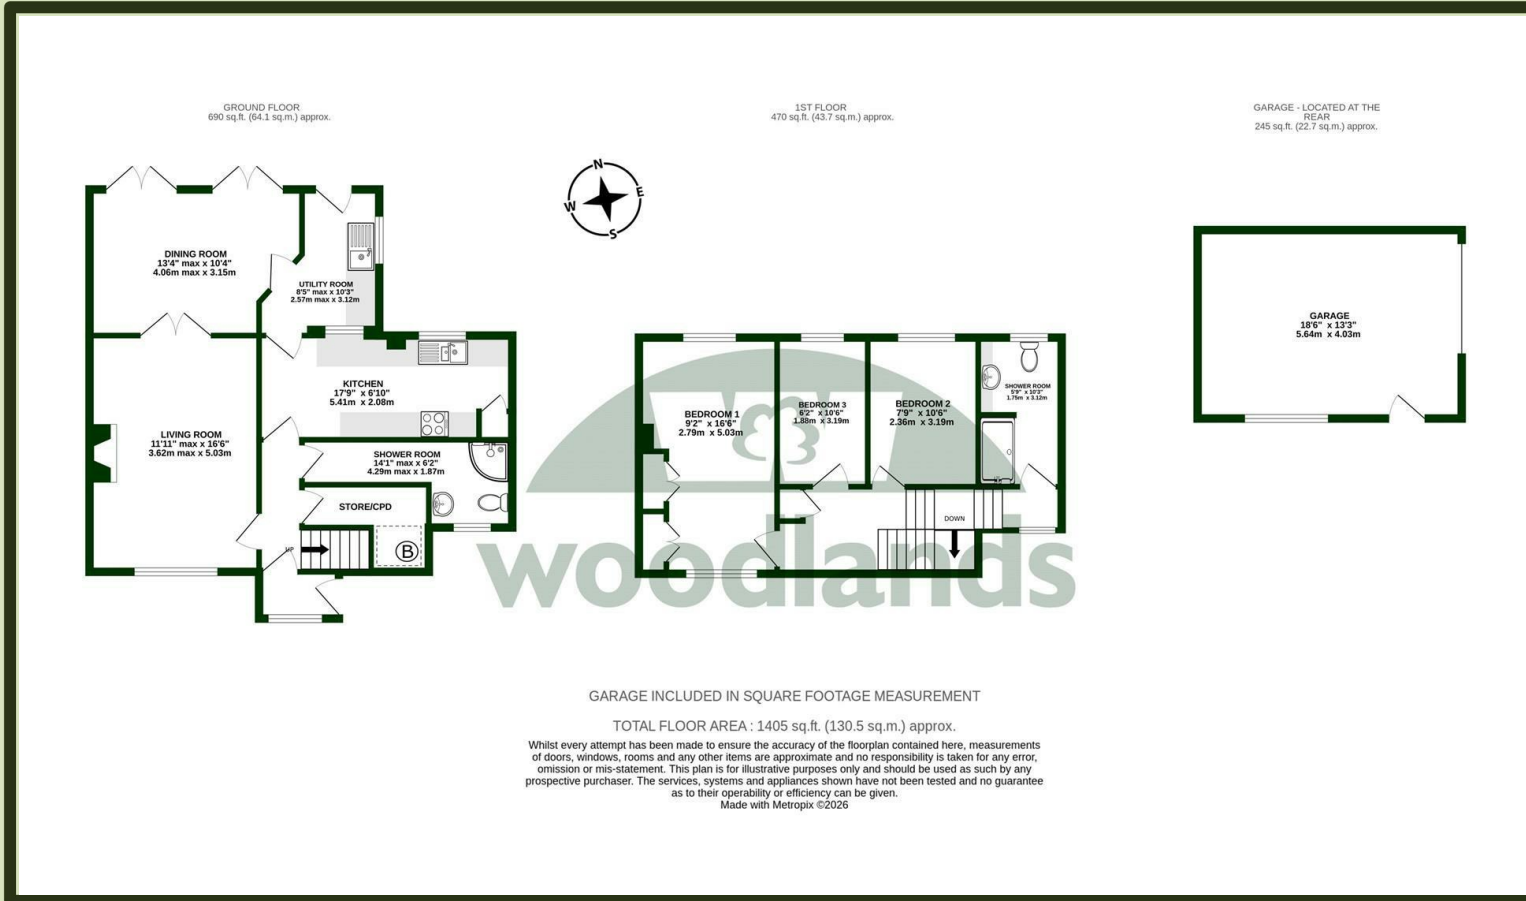 GROUND FLOOR
690 sq.ft. (64.1 sq.m.) approx.
1ST FLOOR
470 sq.ft. (43.7 sq.m.) approx.
GARAGE - LOCATED AT THE
REAR
245 sq.ft. (22.7 sq.m.) approx.
N
E
S
W
DINING ROOM
13'4" max x 10'4"
4.06m max x 3.15m
UTILITY ROOM
8'5" max x 10'3"
2.57m max x 3.12m
KITCHEN
17'9" x 6'10"
5.41m x 2.08m
LIVING ROOM
11'11" max x 16'6"
3.62m max x 5.03m
SHOWER ROOM
14'1" max x 6'2"
4.29m max x 1.87m
STORE/CPD
UP
B
BEDROOM 1
9'2" x 16'6"
2.79m x 5.03m
BEDROOM 3
6'2" x 10'6"
1.88m x 3.19m
BEDROOM 2
7'9" x 10'6"
2.36m x 3.19m
SHOWER ROOM
5'9" x 10'3"
1.75m x 3.12m
DOWN
GARAGE
18'6" x 13'3"
5.64m x 4.03m
woodlands
GARAGE INCLUDED IN SQUARE FOOTAGE MEASUREMENT
TOTAL FLOOR AREA : 1405 sq.ft. (130.5 sq.m.) approx.
Whilst every attempt has been made to ensure the accuracy of the floorplan contained here, measurements
of doors, windows, rooms and any other items are approximate and no responsibility is taken for any error,
omission or mis-statement. This plan is for illustrative purposes only and should be used as such by any
prospective purchaser. The services, systems and appliances shown have not been tested and no guarantee
as to their operability or efficiency can be given.
Made with Metropix ©2026